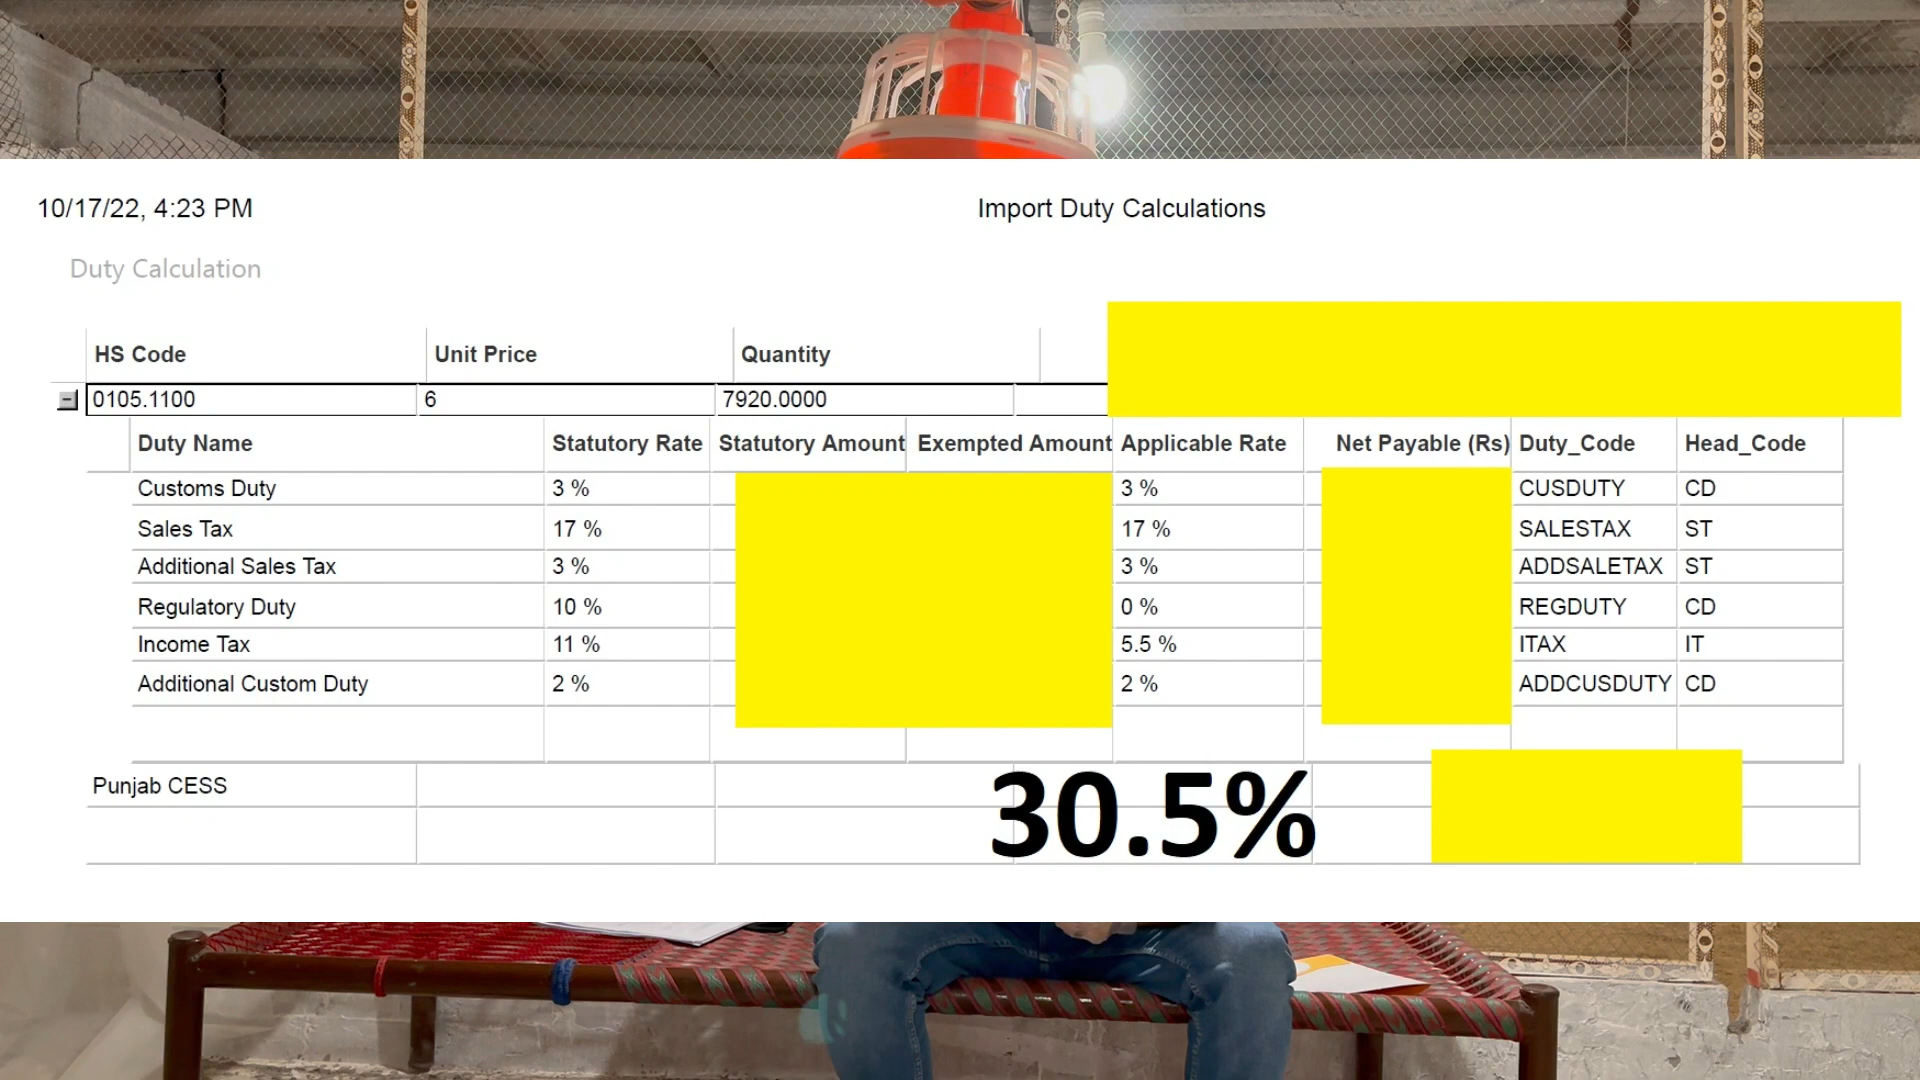 10/17/22, 4:23 PM Import Duty Calculations
Duty Calculation
HS Code Unit Price Quantity
0105.1100 6 7920.0000
Duty Name Statutory Rate Statutory Amount Exempted Amount Applicable Rate Net Payable (Rs) Duty_Code Head_Code
Customs Duty 3 % 3 % CUSDUTY CD
Sales Tax 17 % 17 % SALESTAX ST
Additional Sales Tax 3 % 3 % ADDSALETAX ST
Regulatory Duty 10 % 0 % REGDUTY CD
Income Tax 11 % 5.5 % ITAX IT
Additional Custom Duty 2 % 2 % ADDCUSDUTY CD
Punjab CESS
30.5%